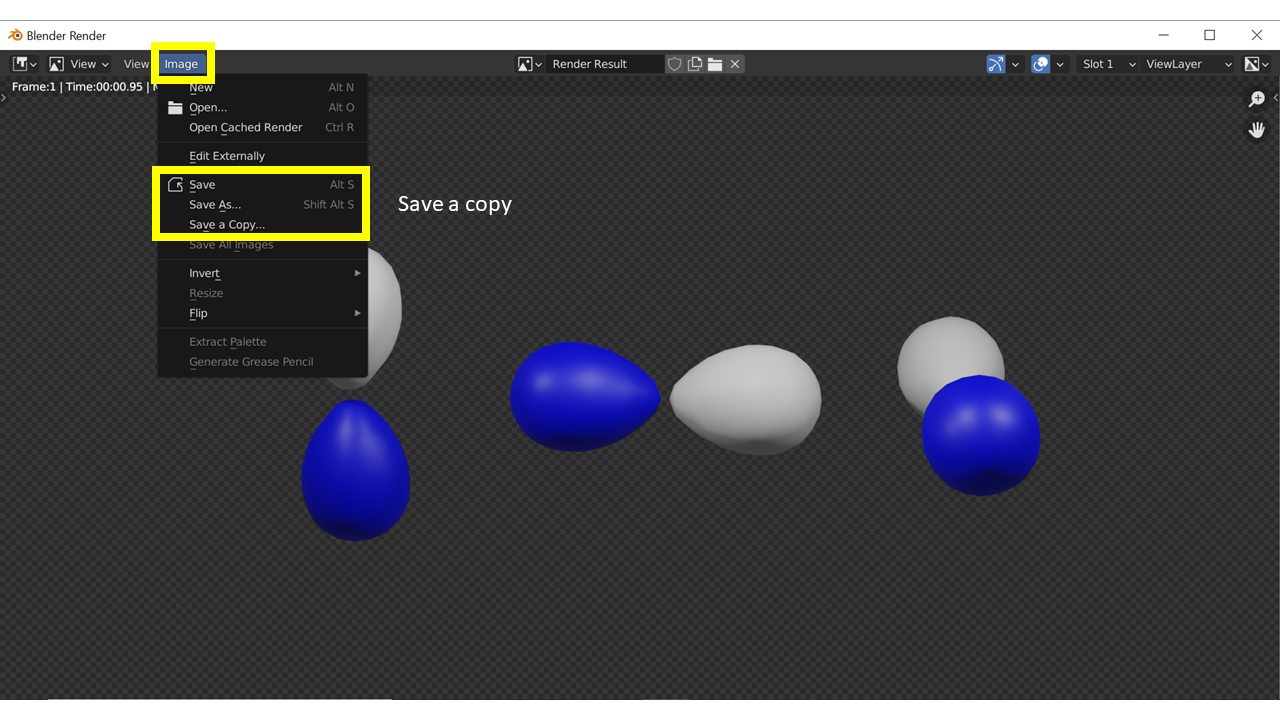 Blender Render
View View Image Render Result Slot 1 ViewLayer
Frame:1 | Time:00:00.95 |
New Alt N
Open... Alt O
Open Cached Render Ctrl R
Edit Externally
Save Alt S
Save As... Shift Alt S
Save a Copy...
Save a copy
Save All Images
Invert
Resize
Flip
Extract Palette
Generate Grease Pencil